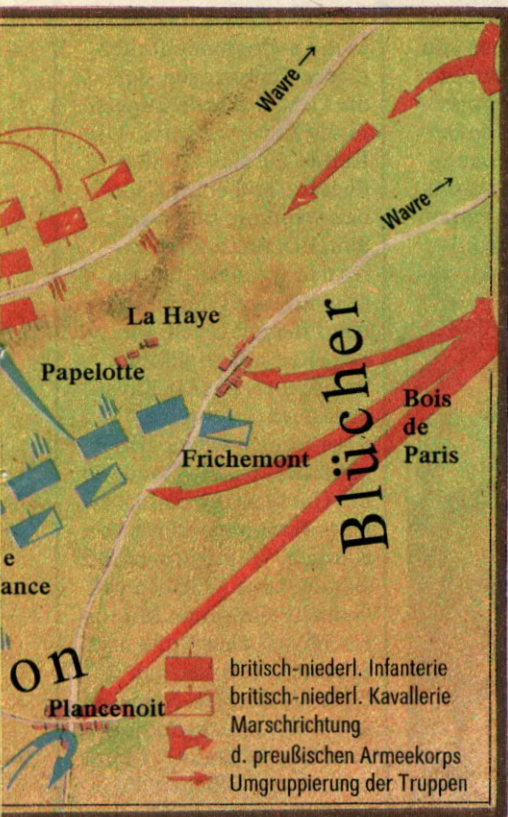 Wavre →
Wavre →
La Haye
Papelotte
Blücher
Bois
de
Paris
Frichemont
e
ance
on
Plancenoit
britisch-niederl. Infanterie
britisch-niederl. Kavallerie
Marschrichtung
d. preußischen Armeekorps
Umgruppierung der Truppen